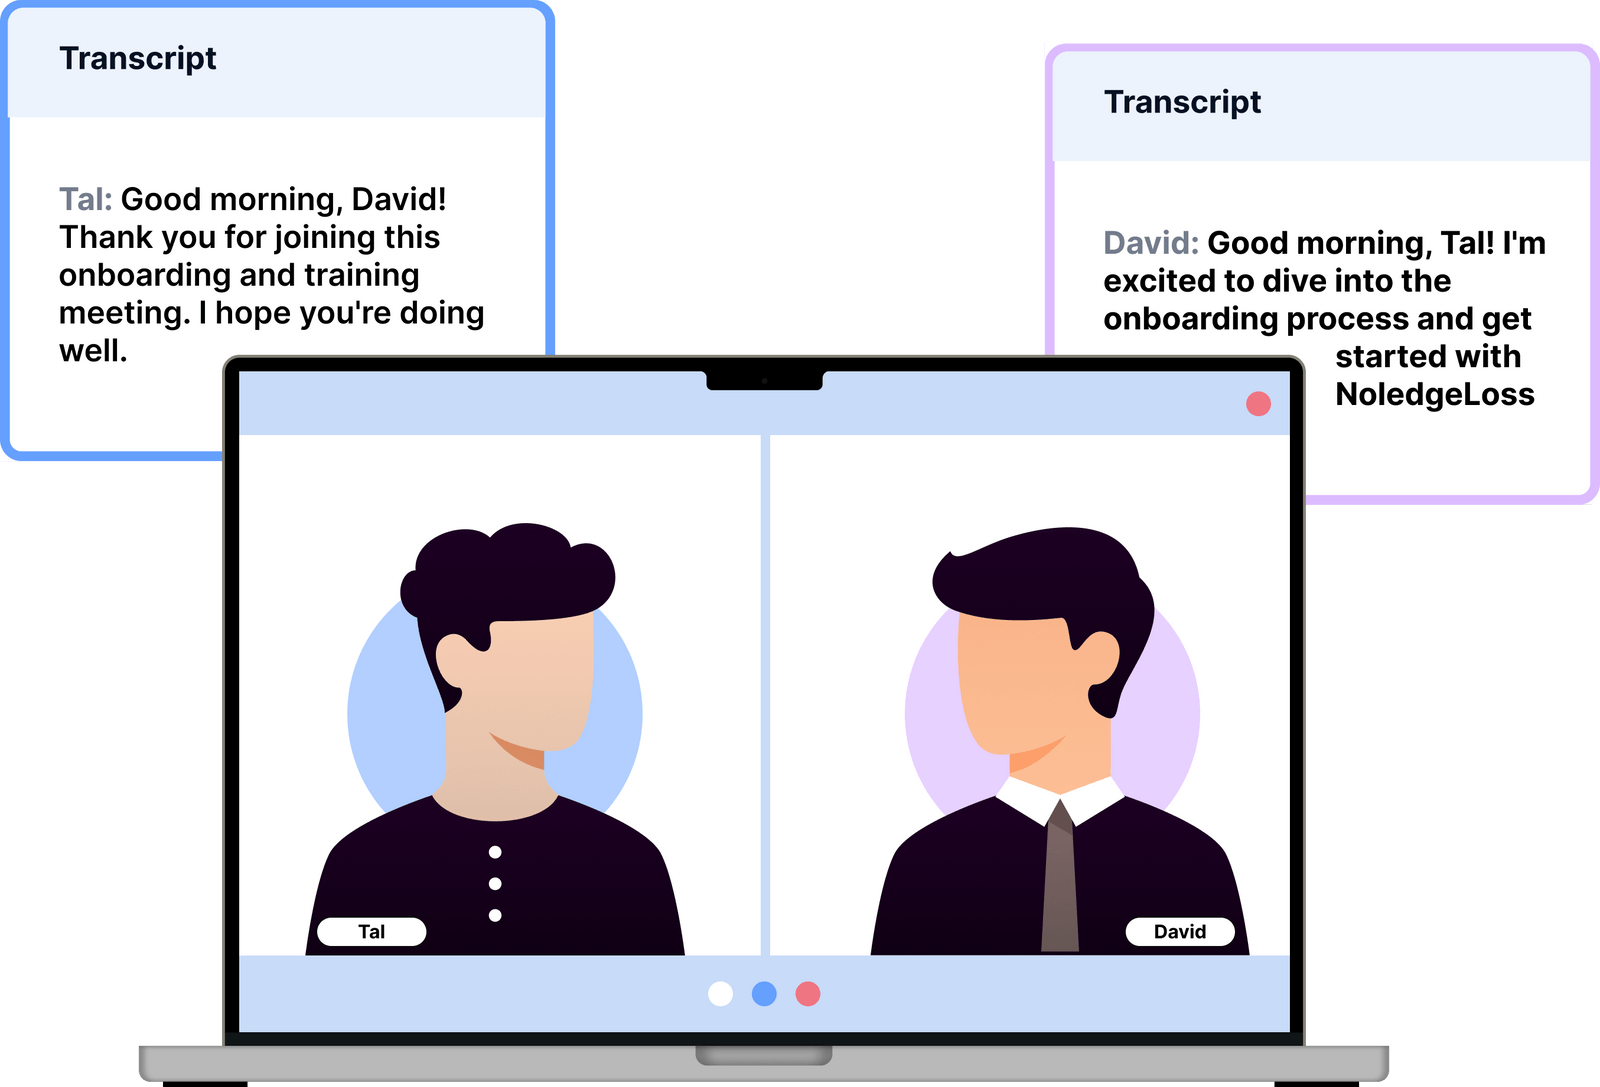 Transcript
Tal: Good morning, David!
Thank you for joining this
onboarding and training
meeting. I hope you're doing
well.
Transcript
David: Good morning, Tal! I'm
excited to dive into the
onboarding process and get
started with
NoledgeLoss
Tal
David